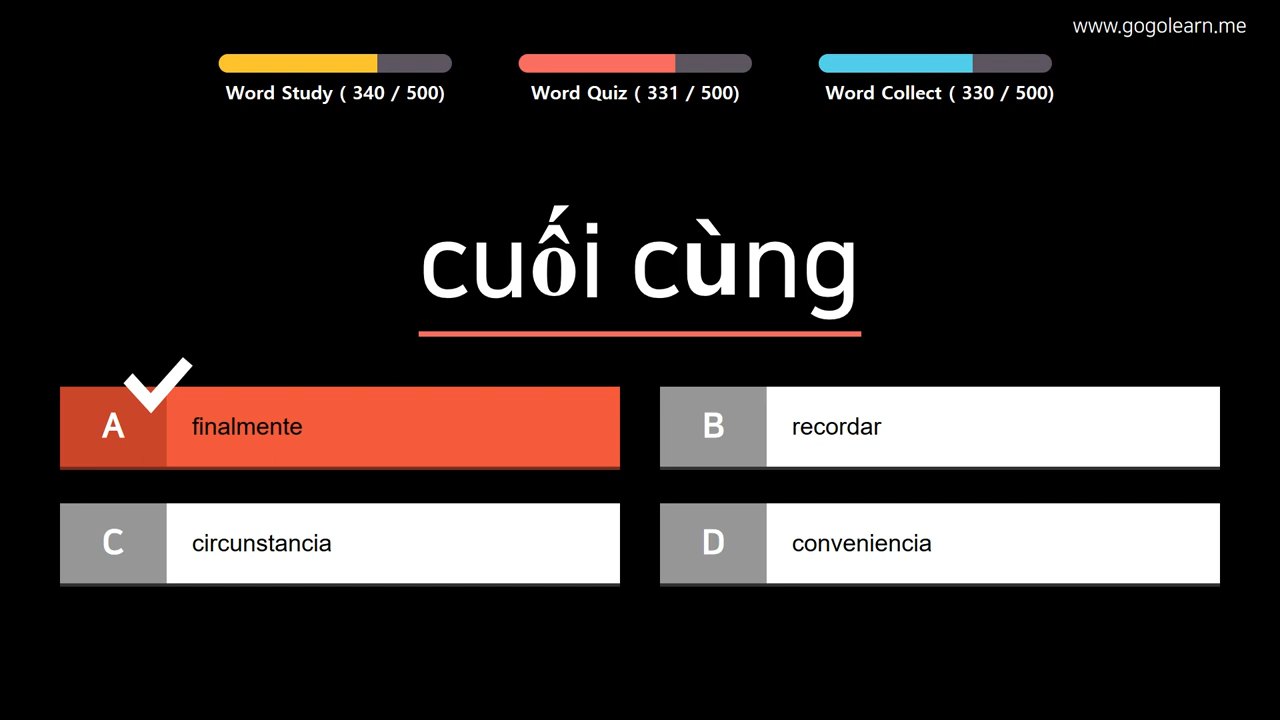 www.gogolearn.me
Word Study ( 340 / 500)
Word Quiz ( 331 / 500)
Word Collect ( 330 / 500)
cuối cùng
A finalmente
B recordar
C circunstancia
D conveniencia